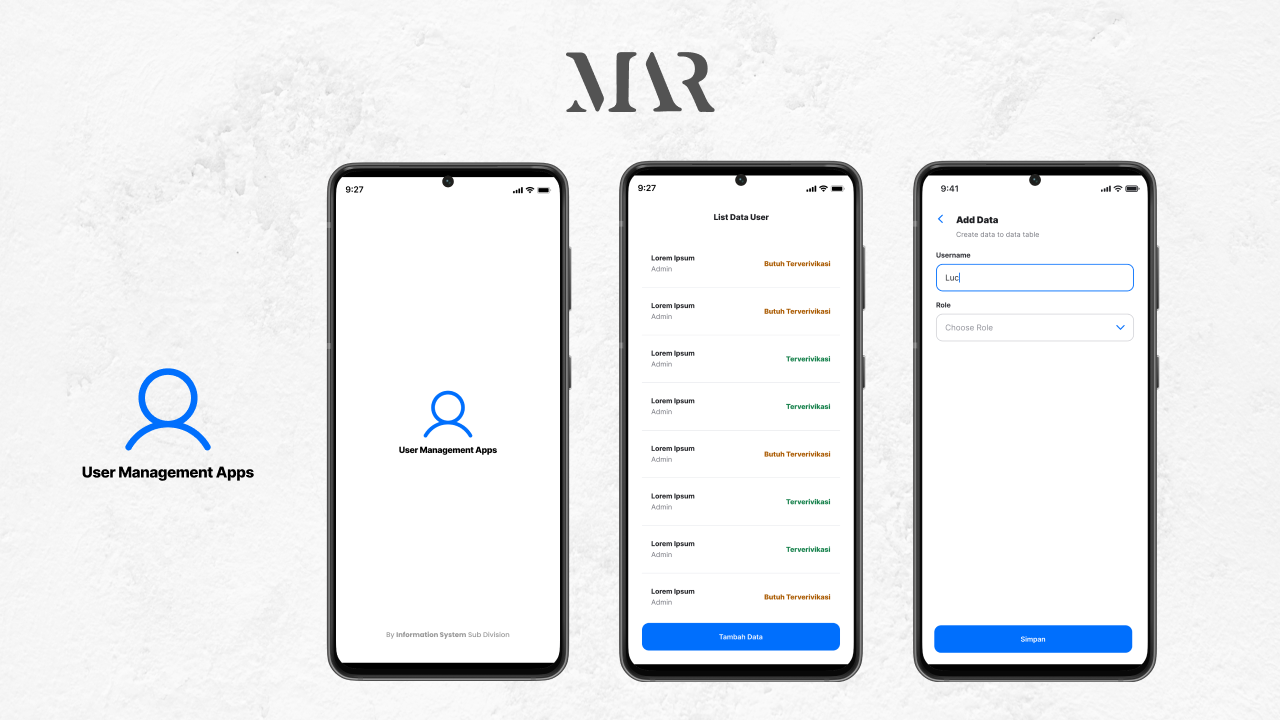 MAR
User Management Apps
9:27
User Management Apps
By Information System Sub Division
9:27
List Data User
Lorem Ipsum
Admin
Butuh Terverivikasi
Lorem Ipsum
Admin
Butuh Terverivikasi
Lorem Ipsum
Admin
Terverivikasi
Lorem Ipsum
Admin
Terverivikasi
Lorem Ipsum
Admin
Butuh Terverivikasi
Lorem Ipsum
Admin
Terverivikasi
Lorem Ipsum
Admin
Terverivikasi
Lorem Ipsum
Admin
Butuh Terverivikasi
Tambah Data
9:41
Add Data
Create data to data table
Username
Luc
Role
Choose Role
Simpan